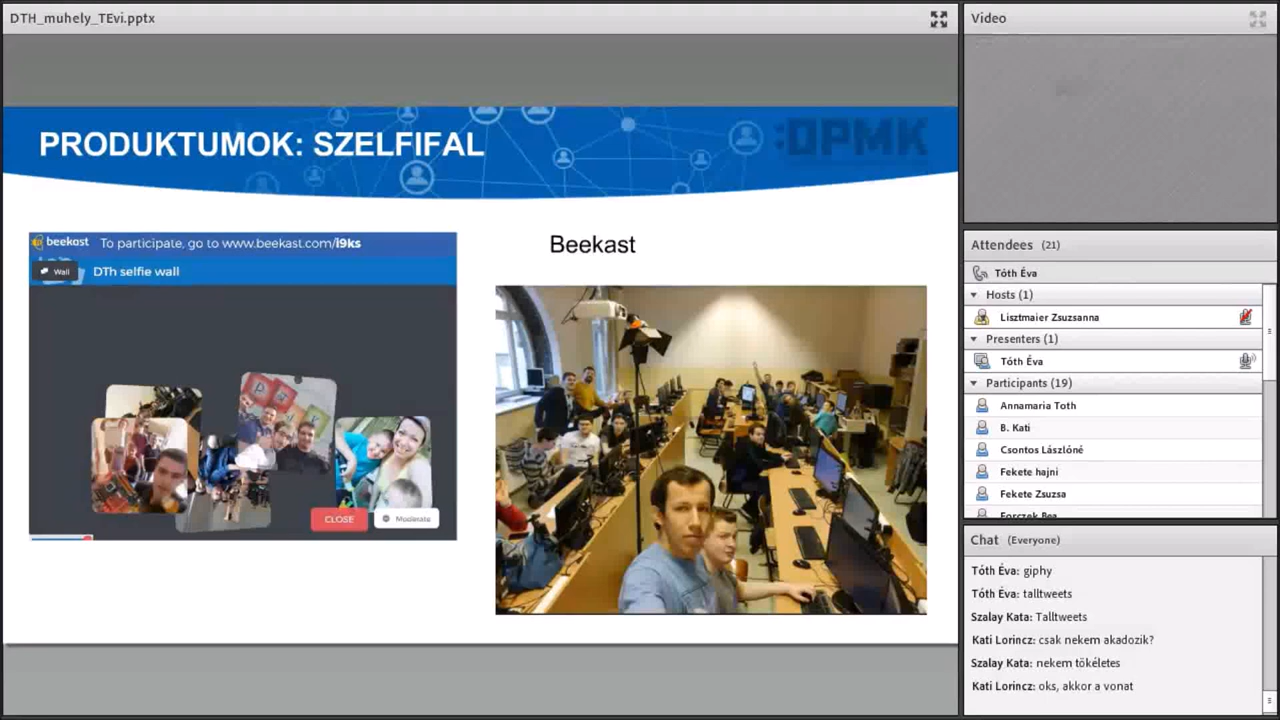 DTH_muhely_TEvi.pptx
PRODUKTUMOK: SZELFIFAL
:OPMK
beekast To participate, go to www.beekast.com/i9ks
Wall DTh selfie wall
CLOSE Moderate
Beekast
Video
Attendees (21)
Tóth Éva
Hosts (1)
Lisztmaier Zsuzsanna
Presenters (1)
Tóth Éva
Participants (19)
Annamaria Toth
B. Kati
Csontos Lászlóné
Fekete hajni
Fekete Zsuzsa
Forczek Bea
Chat (Everyone)
Tóth Éva: giphy
Tóth Éva: talltweets
Szalay Kata: Talltweets
Kati Lorincz: csak nekem akadozik?
Szalay Kata: nekem tökéletes
Kati Lorincz: oks, akkor a vonat